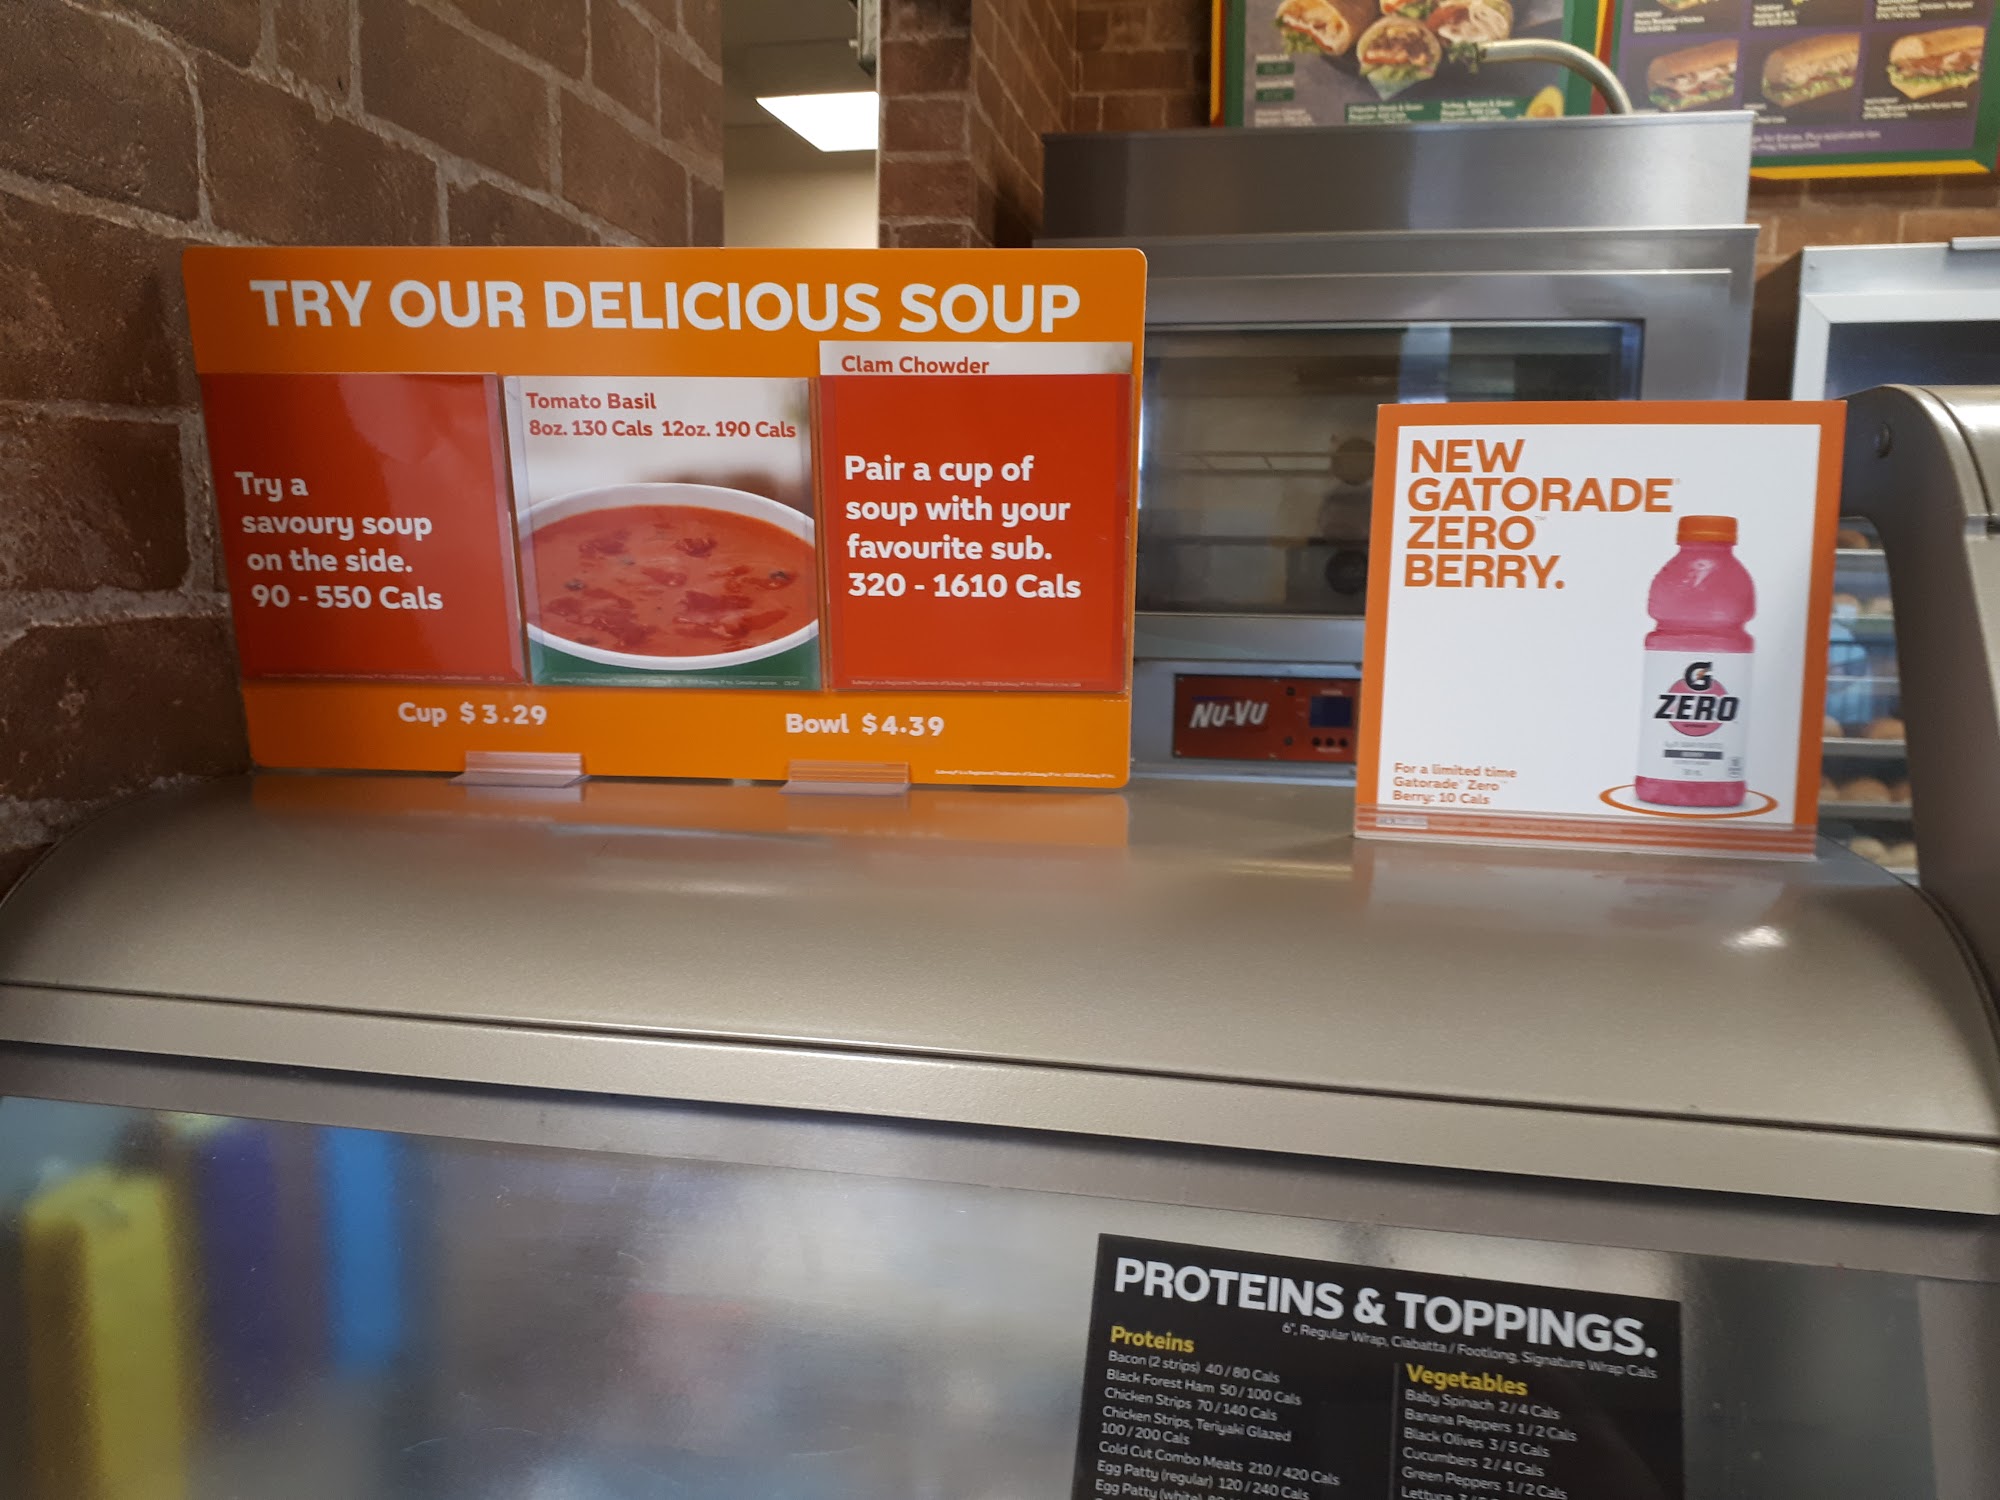 TRY OUR DELICIOUS SOUP
Try a
savoury soup
on the side.
90 - 550 Cals
Tomato Basil
8oz. 130 Cals 12oz. 190 Cals
Clam Chowder
Pair a cup of
soup with your
favourite sub.
320 - 1610 Cals
Cup $3.29
Bowl $4.39
NU-VU
NEW
GATORADE®
ZERO™
BERRY.
G
ZERO
For a limited time
Gatorade® Zero™
Berry: 10 Cals
PROTEINS & TOPPINGS.
6", Regular Wrap, Ciabatta / Footlong, Signature Wrap Cals
Proteins
Bacon (2 strips) 40 / 80 Cals
Black Forest Ham 50 / 100 Cals
Chicken Strips 70 / 140 Cals
Chicken Strips, Teriyaki Glazed
100 / 200 Cals
Cold Cut Combo Meats 210 / 420 Cals
Egg Patty (regular) 120 / 240 Cals
Egg Patty (white)
Vegetables
Baby Spinach 2 / 4 Cals
Banana Peppers 1 / 2 Cals
Black Olives 3 / 5 Cals
Cucumbers 2 / 4 Cals
Green Peppers 1 / 2 Cals
Lettuce